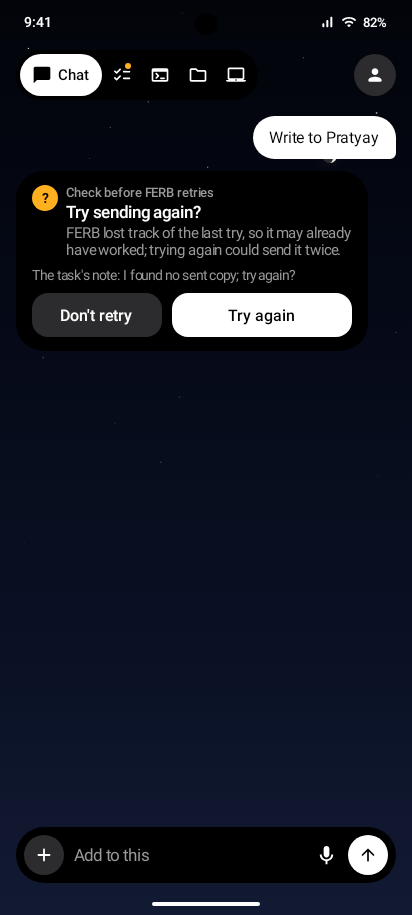 9:41
82%
Chat
Write to Pratyay
?
Check before FERB retries
Try sending again?
FERB lost track of the last try, so it may already
have worked; trying again could send it twice.
The task's note: I found no sent copy; try again?
Don't retry
Try again
Add to this